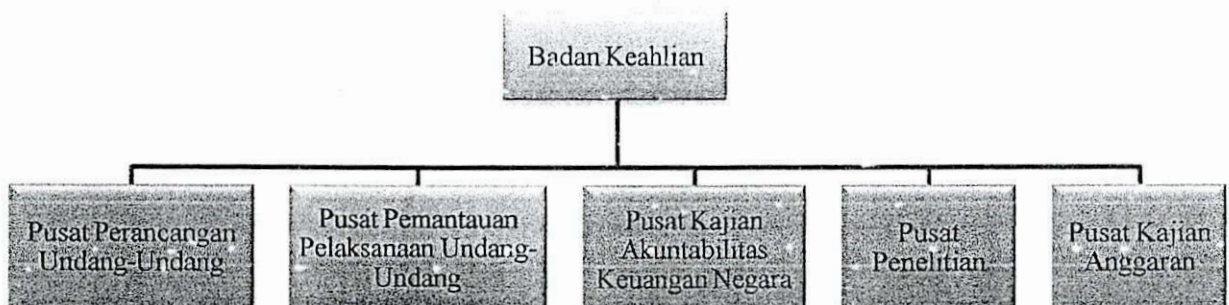 Badan Keahlian
Pusat Perancangan
Undang-Undang
Pusat Pemantauan
Pelaksanaan Undang-
Undang
Pusat Kajian
Akuntabilitas
Keuangan Negara
Pusat
Penelitian
Pusat Kajian
Anggaran